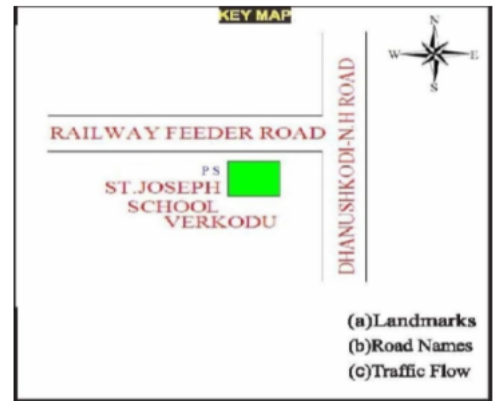 KEY MAP
N
W E
S
RAILWAY FEEDER ROAD
DHANUSHKODI-N.H ROAD
P S
ST.JOSEPH
SCHOOL
VERKODU
(a)Landmarks
(b)Road Names
(c)Traffic Flow